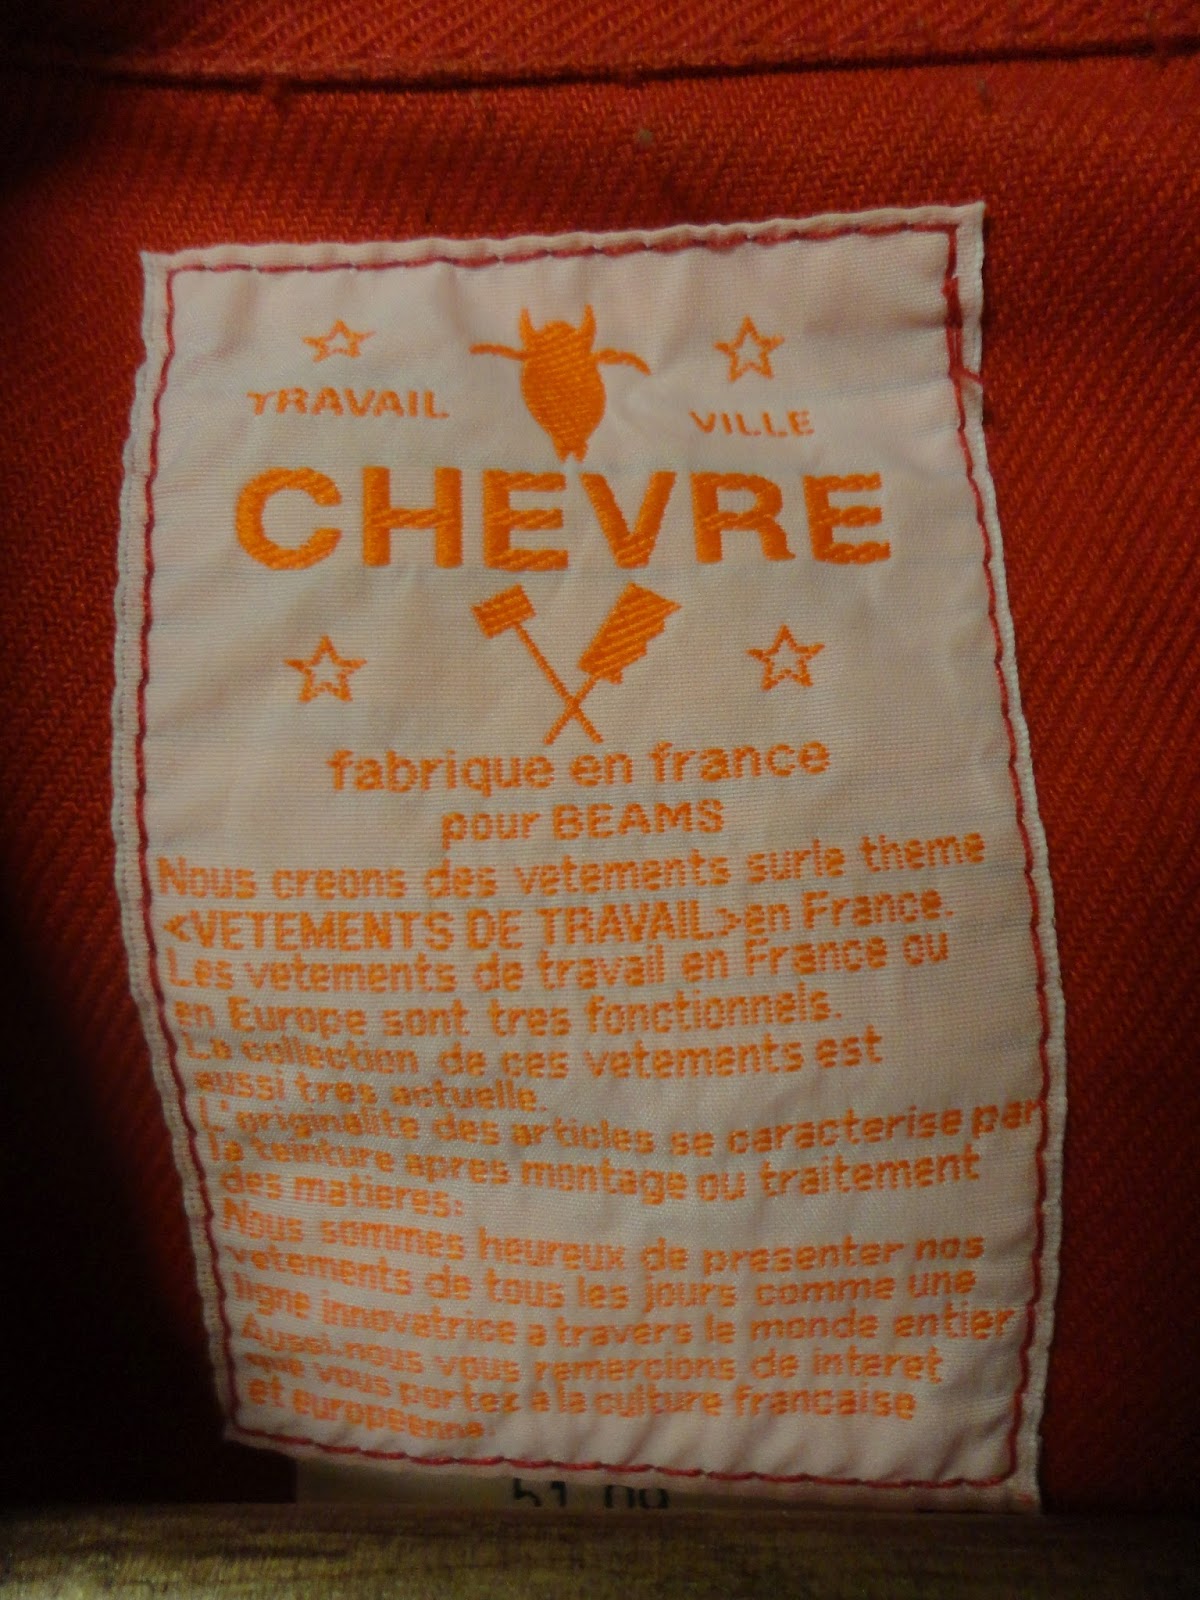 TRAVAIL VILLE
CHEVRE
fabrique en france
pour BEAMS
Nous creons des vetements surle theme
<VETEMENTS DE TRAVAIL>en France.
Les vetements de travail en France ou
en Europe sont tres fonctionnels.
La collection de ces vetements est
aussi tres actuelle.
L'originalite des articles se caracterise par
la teinture apres montage ou traitement
des matieres:
Nous sommes heureux de presenter nos
vetements de tous les jours comme une
ligne innovatrice a travers le monde entier
Aussi-nous vous remercions de interet
que vous portez a la culture francaise
et europeenne.